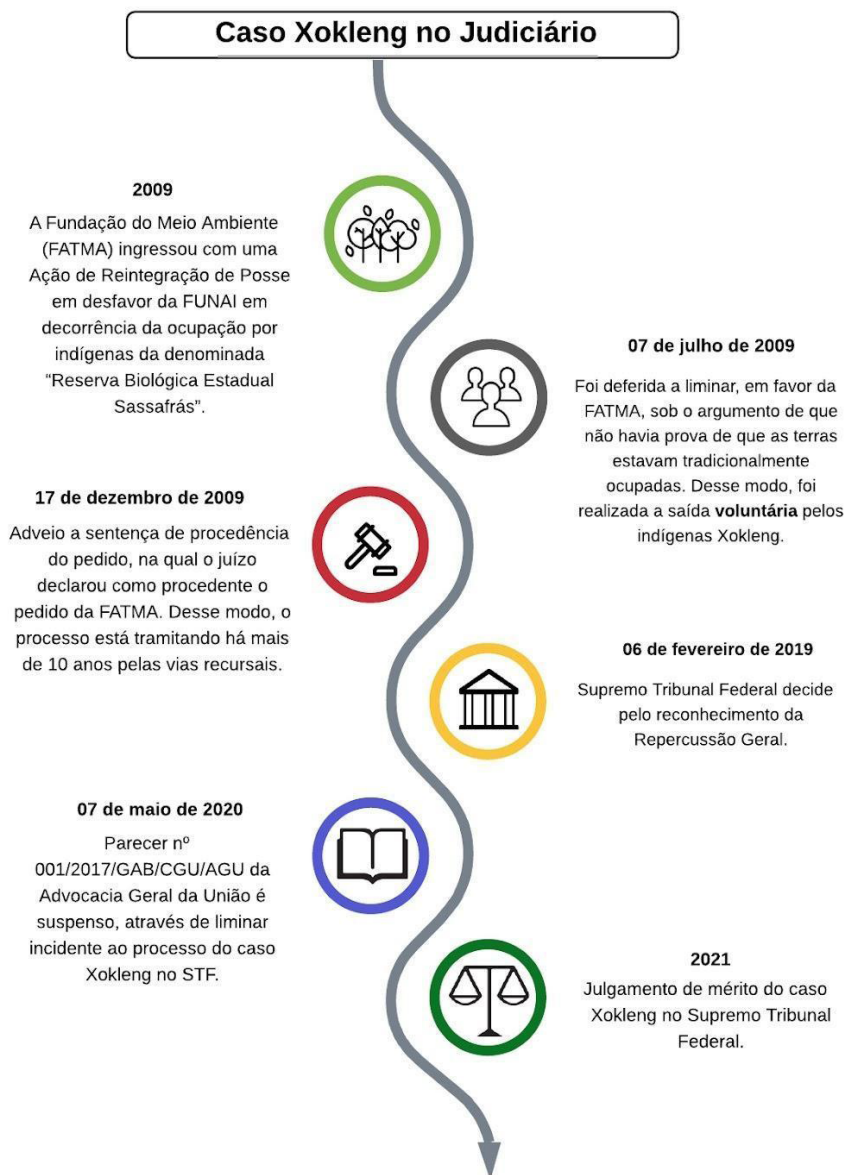 Caso Xokleng no Judiciário
2009
A Fundação do Meio Ambiente
(FATMA) ingressou com uma
Ação de Reintegração de Posse
em desfavor da FUNAI em
decorrência da ocupação por
indígenas da denominada
“Reserva Biológica Estadual
Sassafrás”.
07 de julho de 2009
Foi deferida a liminar, em favor da
FATMA, sob o argumento de que
não havia prova de que as terras
estavam tradicionalmente
ocupadas. Desse modo, foi
realizada a saída voluntária pelos
indígenas Xokleng.
17 de dezembro de 2009
Adveio a sentença de procedência
do pedido, na qual o juízo
declarou como procedente o
pedido da FATMA. Desse modo, o
processo está tramitando há mais
de 10 anos pelas vias recursais.
06 de fevereiro de 2019
Supremo Tribunal Federal decide
pelo reconhecimento da
Repercussão Geral.
07 de maio de 2020
Parecer nº
001/2017/GAB/CGU/AGU da
Advocacia Geral da União é
suspenso, através de liminar
incidente ao processo do caso
Xokleng no STF.
2021
Julgamento de mérito do caso
Xokleng no Supremo Tribunal
Federal.